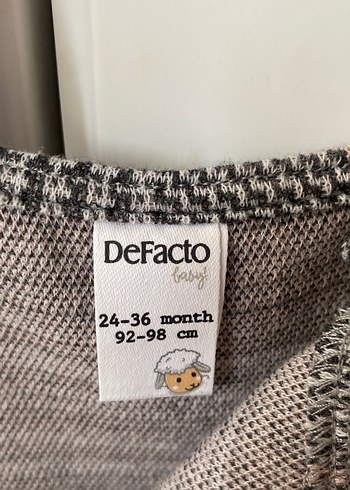 DeFacto
baby!
24-36 month
92-98 cm